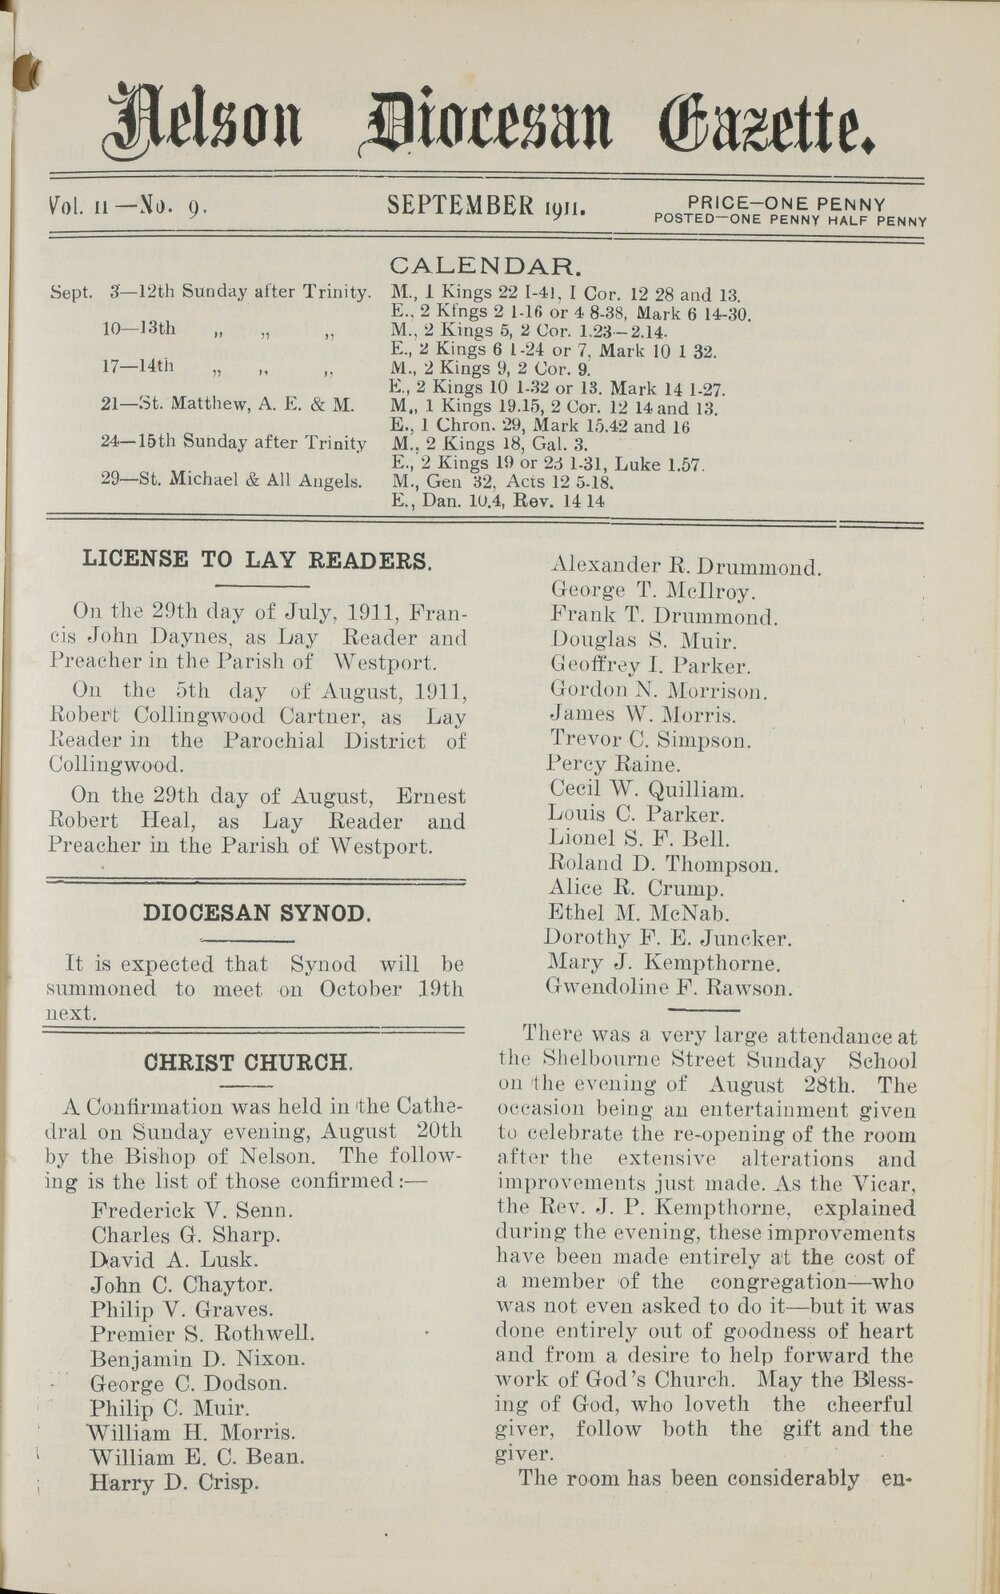 Nelson Diocesan Gazette.
Vol. 11—No. 9. SEPTEMBER 1911. PRICE—ONE PENNY
POSTED—ONE PENNY HALF PENNY
CALENDAR.
Sept. 3—12th Sunday after Trinity. M., 1 Kings 22 1-41, 1 Cor. 12 28 and 13.
E., 2 Kfngs 2 1-16 or 4 8-38, Mark 6 14-30.
10—13th „ „ „ M., 2 Kings 5, 2 Cor. 1.23—2.14.
E., 2 Kings 6 1-24 or 7, Mark 10 1 32.
17—14th „ „ „ M., 2 Kings 9, 2 Cor. 9.
E., 2 Kings 10 1-32 or 13, Mark 14 1-27.
21—St. Matthew, A. E. & M. M., 1 Kings 19.15, 2 Cor. 12 14 and 13.
E., 1 Chron. 29, Mark 15.42 and 16
24—15th Sunday after Trinity M., 2 Kings 18, Gal. 3.
E., 2 Kings 19 or 23 1-31, Luke 1.57.
29—St. Michael & All Angels. M., Gen 32, Acts 12 5-18.
E., Dan. 10.4, Rev. 14 14
LICENSE TO LAY READERS.
On the 29th day of July, 1911, Fran-
cis John Daynes, as Lay Reader and
Preacher in the Parish of Westport.
On the 5th day of August, 1911,
Robert Collingwood Cartner, as Lay
Reader in the Parochial District of
Collingwood.
On the 29th day of August, Ernest
Robert Heal, as Lay Reader and
Preacher in the Parish of Westport.
DIOCESAN SYNOD.
It is expected that Synod will be
summoned to meet on October 19th
next.
CHRIST CHURCH.
A Confirmation was held in the Cathe-
dral on Sunday evening, August 20th
by the Bishop of Nelson. The follow-
ing is the list of those confirmed:—
Frederick V. Senn.
Charles G. Sharp.
David A. Lusk.
John C. Chaytor.
Philip V. Graves.
Premier S. Rothwell.
Benjamin D. Nixon.
George C. Dodson.
Philip C. Muir.
William H. Morris.
William E. C. Bean.
Harry D. Crisp.
Alexander R. Drummond.
George T. McIlroy.
Frank T. Drummond.
Douglas S. Muir.
Geoffrey I. Parker.
Gordon N. Morrison.
James W. Morris.
Trevor C. Simpson.
Percy Raine.
Cecil W. Quilliam.
Louis C. Parker.
Lionel S. F. Bell.
Roland D. Thompson.
Alice R. Crump.
Ethel M. McNab.
Dorothy F. E. Juncker.
Mary J. Kempthorne.
Gwendoline F. Rawson.
There was a very large attendance at
the Shelbourne Street Sunday School
on the evening of August 28th. The
occasion being an entertainment given
to celebrate the re-opening of the room
after the extensive alterations and
improvements just made. As the Vicar,
the Rev. J. P. Kempthorne, explained
during the evening, these improvements
have been made entirely at the cost of
a member of the congregation—who
was not even asked to do it—but it was
done entirely out of goodness of heart
and from a desire to help forward the
work of God's Church. May the Bless-
ing of God, who loveth the cheerful
giver, follow both the gift and the
giver.
The room has been considerably en-